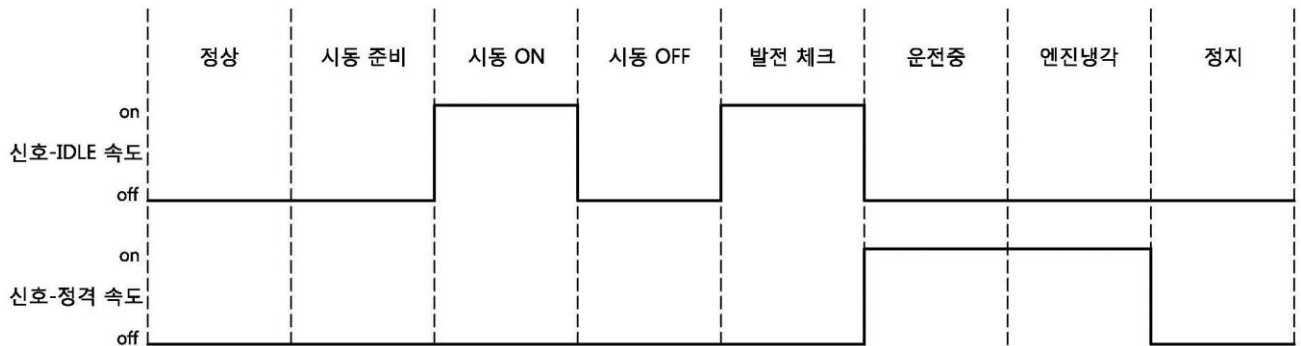 정상 시동 준비 시동 ON 시동 OFF 발전 체크 운전중 엔진냉각 정지
on
신호-IDLE 속도
off
on
신호-정격 속도
off